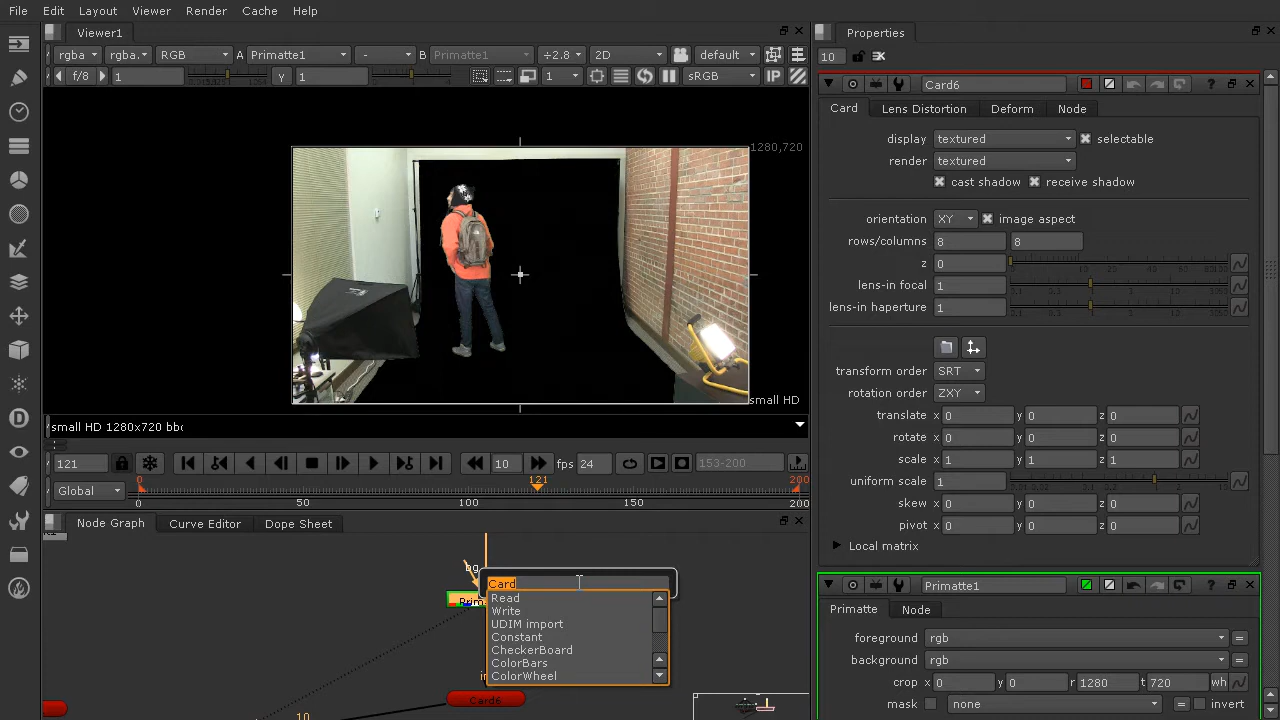 File Edit Layout Viewer Render Cache Help
Viewer1
Properties
rgba rgba. RGB A Primatte1 - B Primatte1 ÷2.8 2D default
10
f/8 1 Y 1 1 sRGB IP
Card6
Card Lens Distortion Deform Node
display textured selectable
render textured
cast shadow receive shadow
orientation XY image aspect
rows/columns 8 8
z 0
lens-in focal 1
lens-in haperture 1
transform order SRT
rotation order ZXY
translate x 0 y 0 z 0
rotate x 0 y 0 z 0
scale x 1 y 1 z 1
uniform scale 1
skew x 0 y 0 z 0
pivot x 0 y 0 z 0
Local matrix
1280,720
small HD
small HD 1280x720 bbc
121 10 fps 24 153-200
Global 0 121 200
0 50 100 150 200
Node Graph Curve Editor Dope Sheet
bg
Card
Read
Write
UDIM import
Constant
CheckerBoard
ColorBars
ColorWheel
Card6
10
Primatte1
Primatte Node
foreground rgb =
background rgb =
crop x 0 y 0 r 1280 t 720 wh
mask none = invert